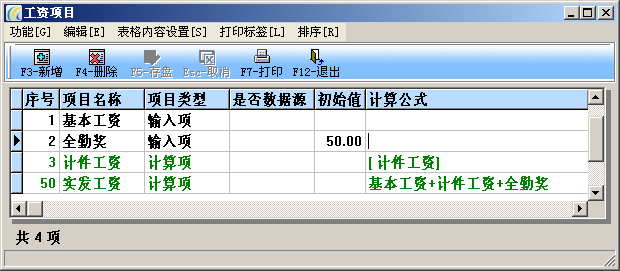 工资项目
功能[G] 编辑[E] 表格内容设置[S] 打印标签[L] 排序[R]
F3-新增 F4-删除 F5-存盘 Esc-取消 F7-打印 F12-退出
序号 项目名称 项目类型 是否数据源 初始值 计算公式
1 基本工资 输入项
2 全勤奖 输入项 50.00
3 计件工资 计算项 [计件工资]
50 实发工资 计算项 基本工资+计件工资+全勤奖
共 4 项